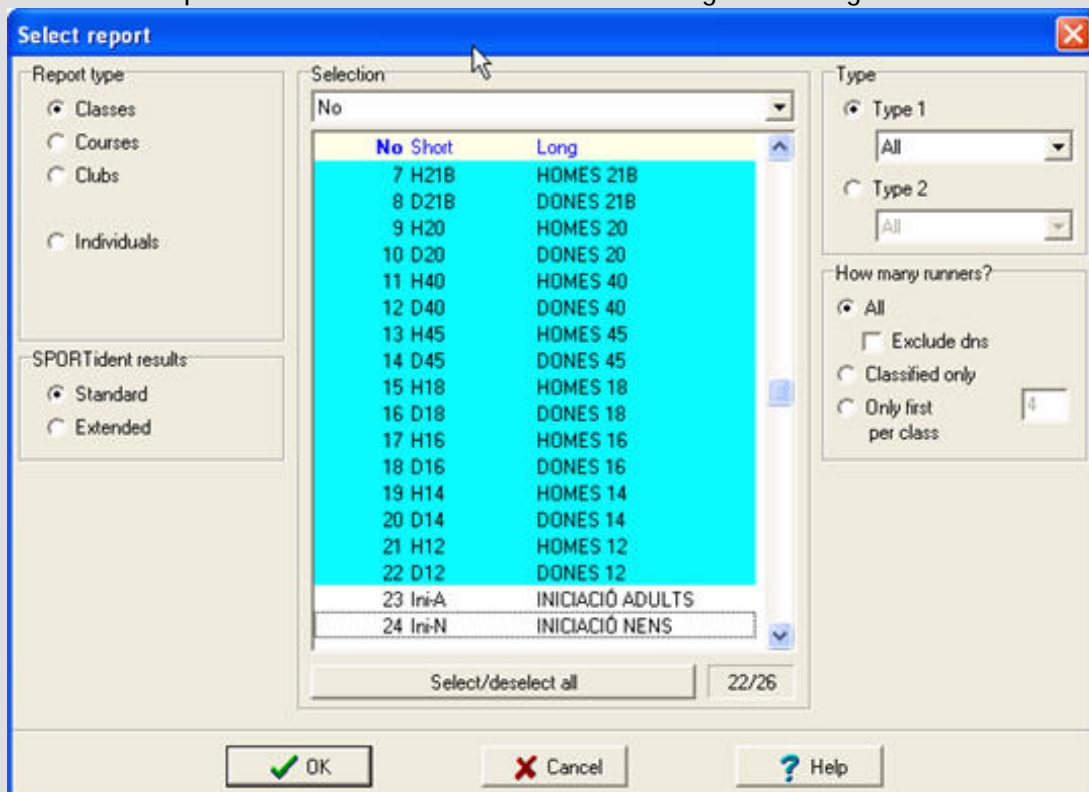 Select report
Report type
Classes
Courses
Clubs
Individuals
SPORTident results
Standard
Extended
Selection
No
No Short Long
7 H21B HOMES 21B
8 D21B DONES 21B
9 H20 HOMES 20
10 D20 DONES 20
11 H40 HOMES 40
12 D40 DONES 40
13 H45 HOMES 45
14 D45 DONES 45
15 H18 HOMES 18
16 D18 DONES 18
17 H16 HOMES 16
18 D16 DONES 16
19 H14 HOMES 14
20 D14 DONES 14
21 H12 HOMES 12
22 D12 DONES 12
23 Ini-A INICIACIÓ ADULTS
24 Ini-N INICIACIÓ NENS
Select/deselect all 22/26
Type
Type 1
All
Type 2
All
How many runners?
All
Exclude dns
Classified only
Only first 4
per class
OK Cancel ? Help